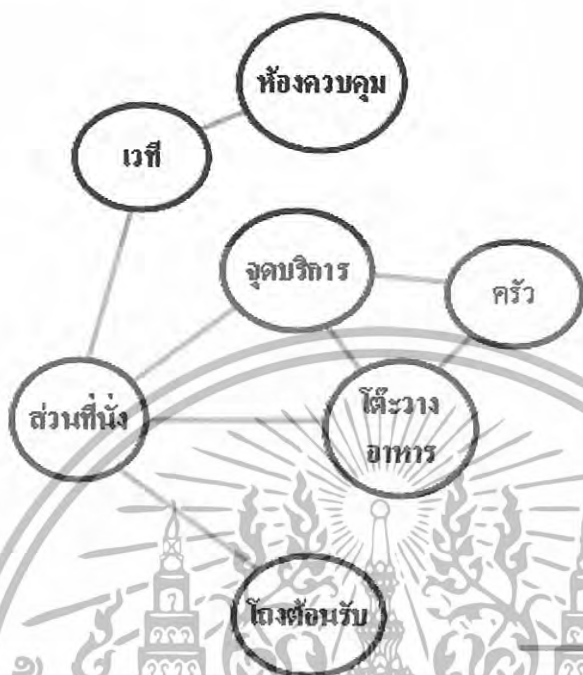 ห้องควบคุม
เวที
จุดบริการ
ครัว
ส่วนที่นั่ง
โต๊ะวาง
อาหาร
โถงต้อนรับ